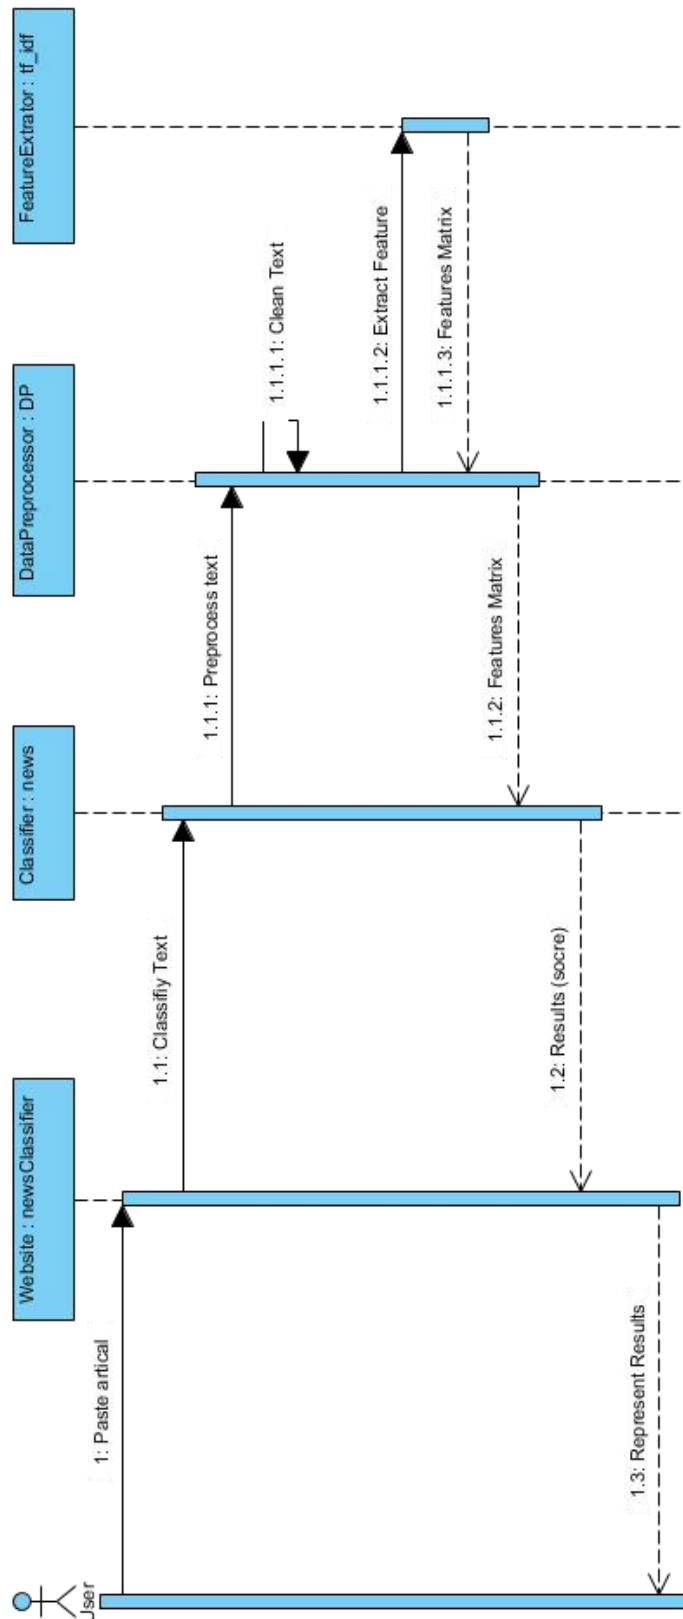 User
Website : newsClassifier
Classifier : news
DataPreprocessor : DP
FeatureExtrator : tf_idf
1: Paste artical
1.1: Classifiy Text
1.1.1: Preprocess text
1.1.1.1: Clean Text
1.1.1.2: Extract Feature
1.1.1.3: Features Matrix
1.1.2: Features Matrix
1.2: Results (socre)
1.3: Represent Results